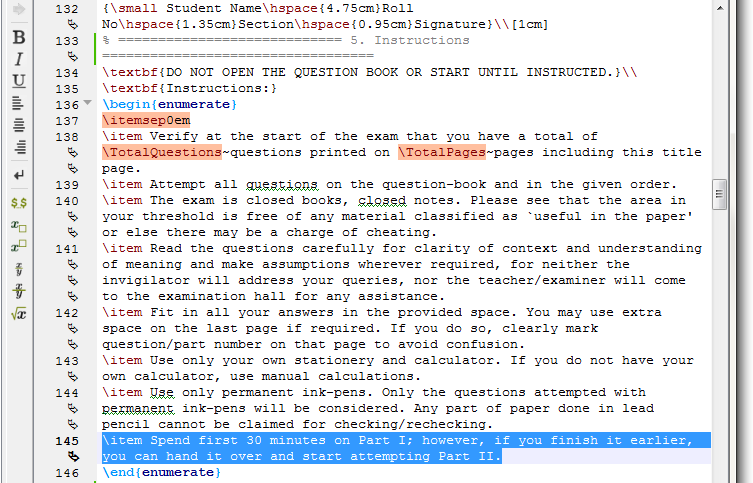 132 {\small Student Name\hspace{4.75cm}Roll
No\hspace{1.35cm}Section\hspace{0.95cm}Signature}\\[1cm]
133 % ============================ 5. Instructions
==================================
134 \textbf{DO NOT OPEN THE QUESTION BOOK OR START UNTIL INSTRUCTED.}\\
135 \textbf{Instructions:}
136 \begin{enumerate}
137 \itemsep0em
138 \item Verify at the start of the exam that you have a total of
\TotalQuestions~questions printed on \TotalPages~pages including this title
page.
139 \item Attempt all questions on the question-book and in the given order.
140 \item The exam is closed books, closed notes. Please see that the area in
your threshold is free of any material classified as `useful in the paper'
or else there may be a charge of cheating.
141 \item Read the questions carefully for clarity of context and understanding
of meaning and make assumptions wherever required, for neither the
invigilator will address your queries, nor the teacher/examiner will come
to the examination hall for any assistance.
142 \item Fit in all your answers in the provided space. You may use extra
space on the last page if required. If you do so, clearly mark
question/part number on that page to avoid confusion.
143 \item Use only your own stationery and calculator. If you do not have your
own calculator, use manual calculations.
144 \item Use only permanent ink-pens. Only the questions attempted with
permanent ink-pens will be considered. Any part of paper done in lead
pencil cannot be claimed for checking/rechecking.
145 \item Spend first 30 minutes on Part I; however, if you finish it earlier,
you can hand it over and start attempting Part II.
146 \end{enumerate}
B
I
U
$$
x
x
x/y
x/y
√x